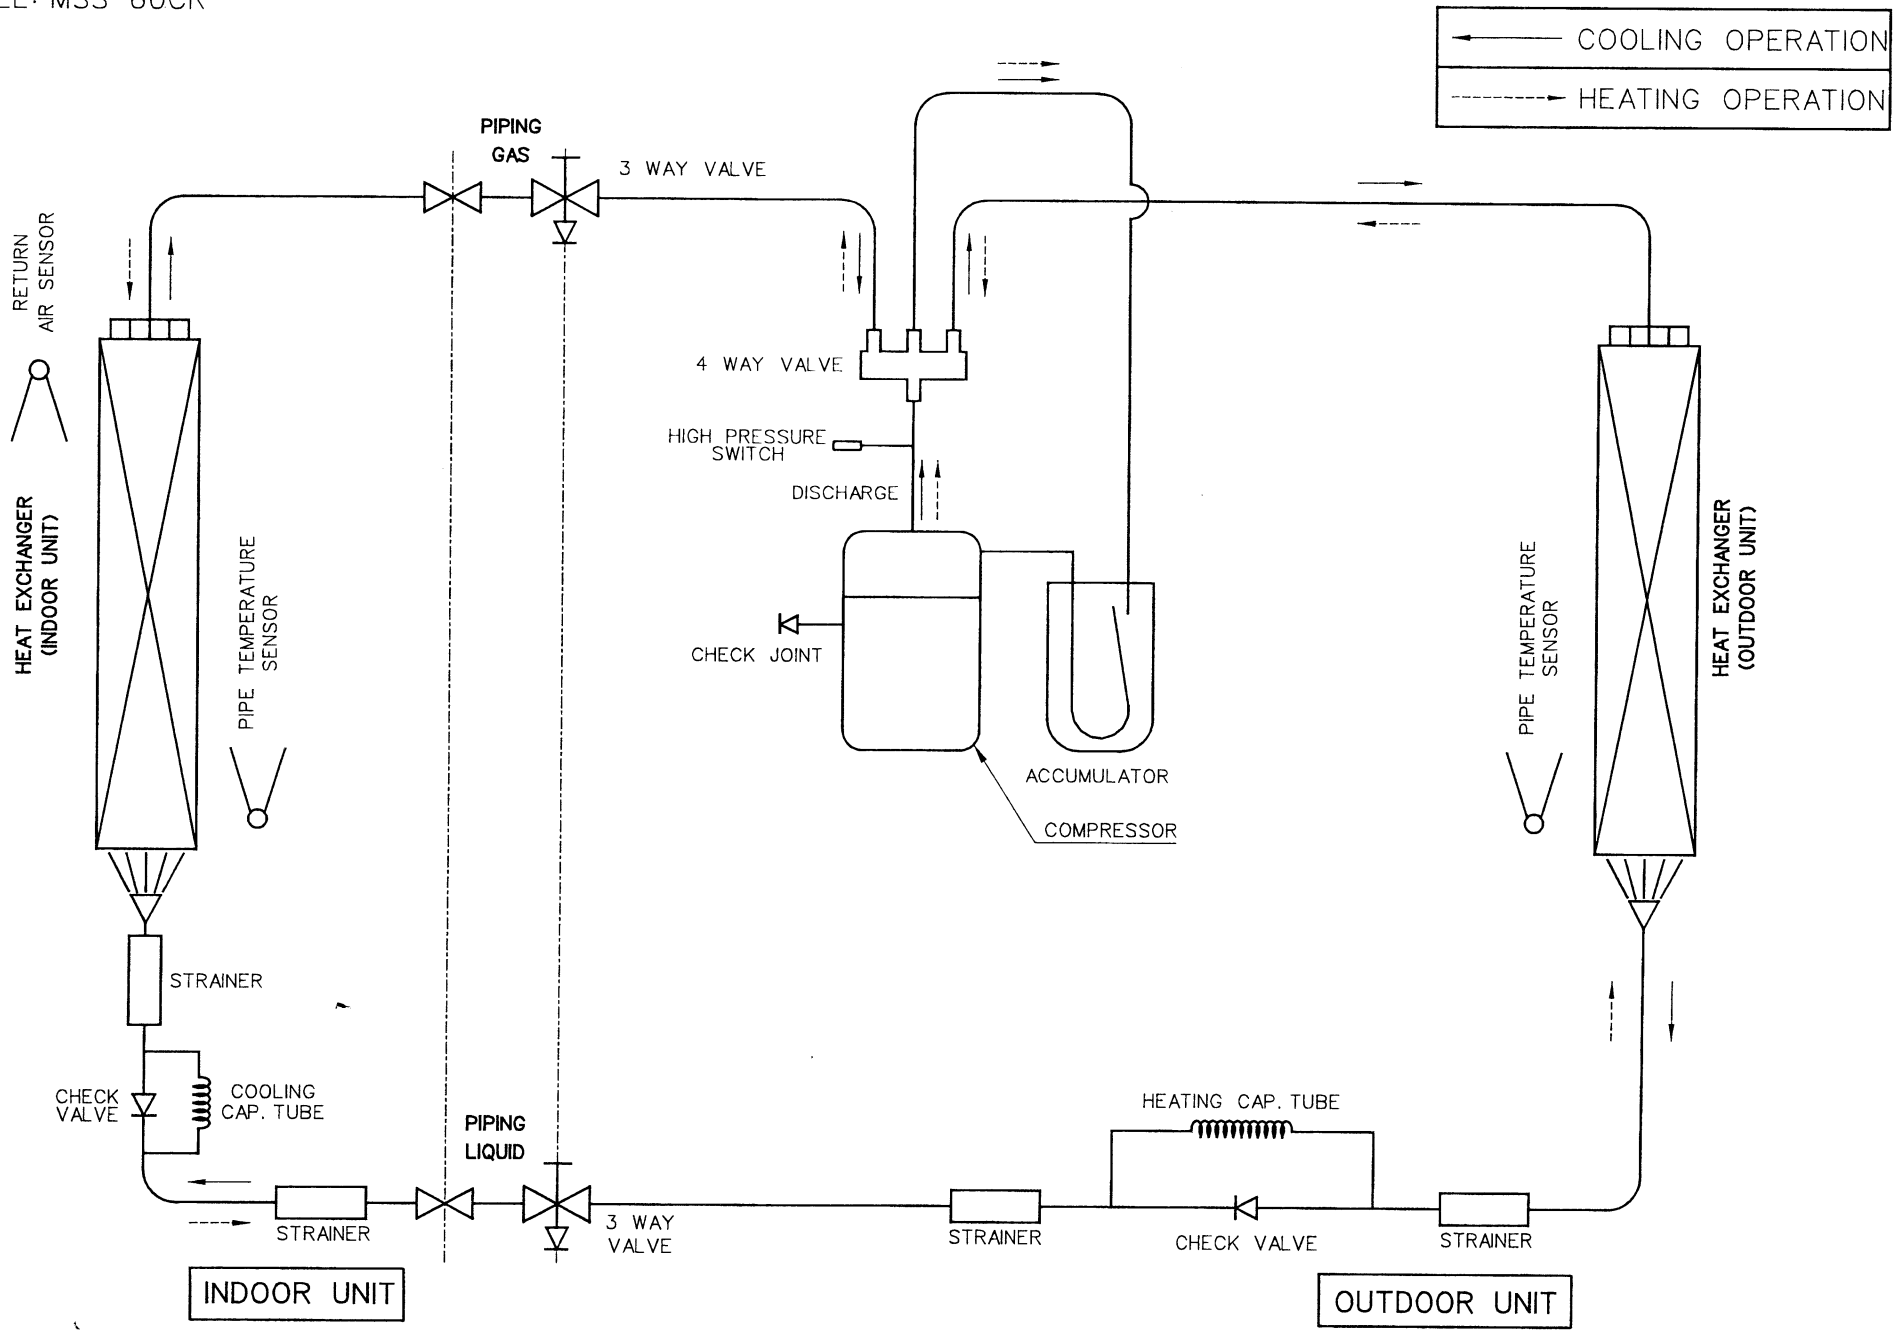 MSS 60CR
COOLING OPERATION
HEATING OPERATION
PIPING
GAS
3 WAY VALVE
RETURN
AIR SENSOR
4 WAY VALVE
HIGH PRESSURE
SWITCH
DISCHARGE
HEAT EXCHANGER
(INDOOR UNIT)
PIPE TEMPERATURE
SENSOR
CHECK JOINT
ACCUMULATOR
COMPRESSOR
PIPE TEMPERATURE
SENSOR
HEAT EXCHANGER
(OUTDOOR UNIT)
STRAINER
CHECK
VALVE
COOLING
CAP. TUBE
PIPING
LIQUID
HEATING CAP. TUBE
STRAINER
3 WAY
VALVE
STRAINER
CHECK VALVE
STRAINER
INDOOR UNIT
OUTDOOR UNIT